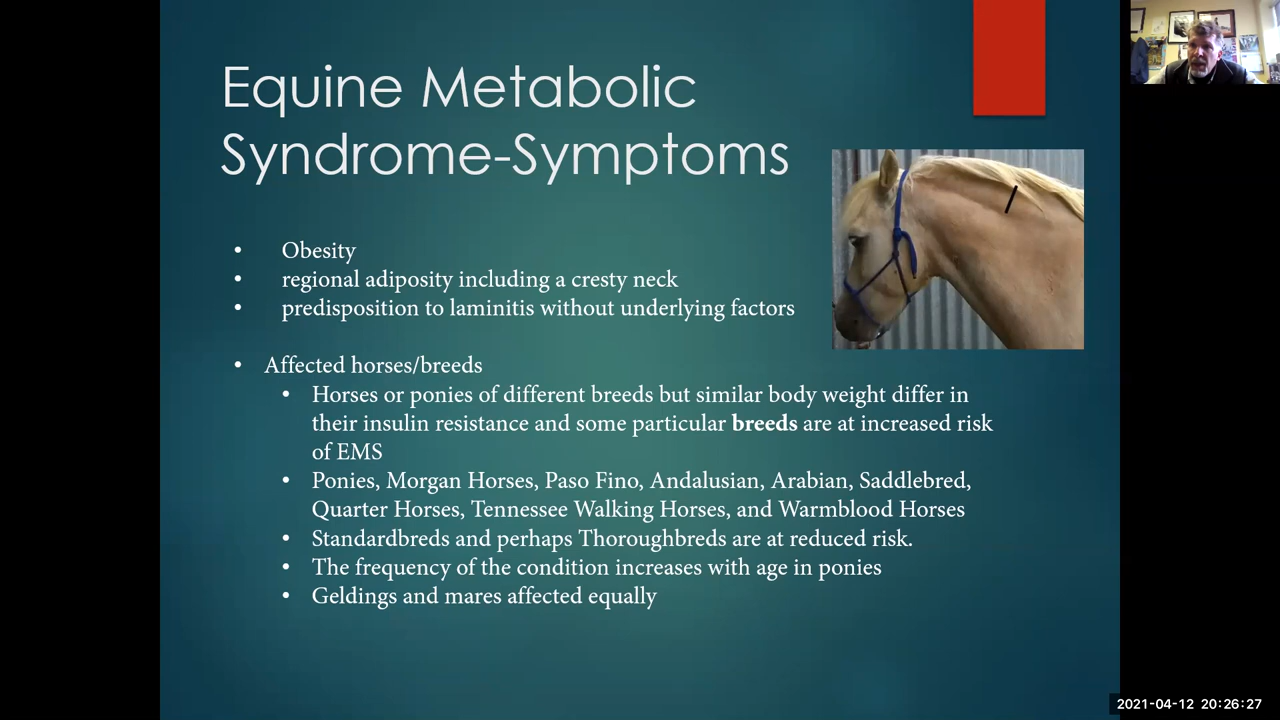 Equine Metabolic
Syndrome-Symptoms
• Obesity
• regional adiposity including a cresty neck
• predisposition to laminitis without underlying factors
• Affected horses/breeds
• Horses or ponies of different breeds but similar body weight differ in
their insulin resistance and some particular breeds are at increased risk
of EMS
• Ponies, Morgan Horses, Paso Fino, Andalusian, Arabian, Saddlebred,
Quarter Horses, Tennessee Walking Horses, and Warmblood Horses
• Standardbreds and perhaps Thoroughbreds are at reduced risk.
• The frequency of the condition increases with age in ponies
• Geldings and mares affected equally
2021-04-12 20:26:27